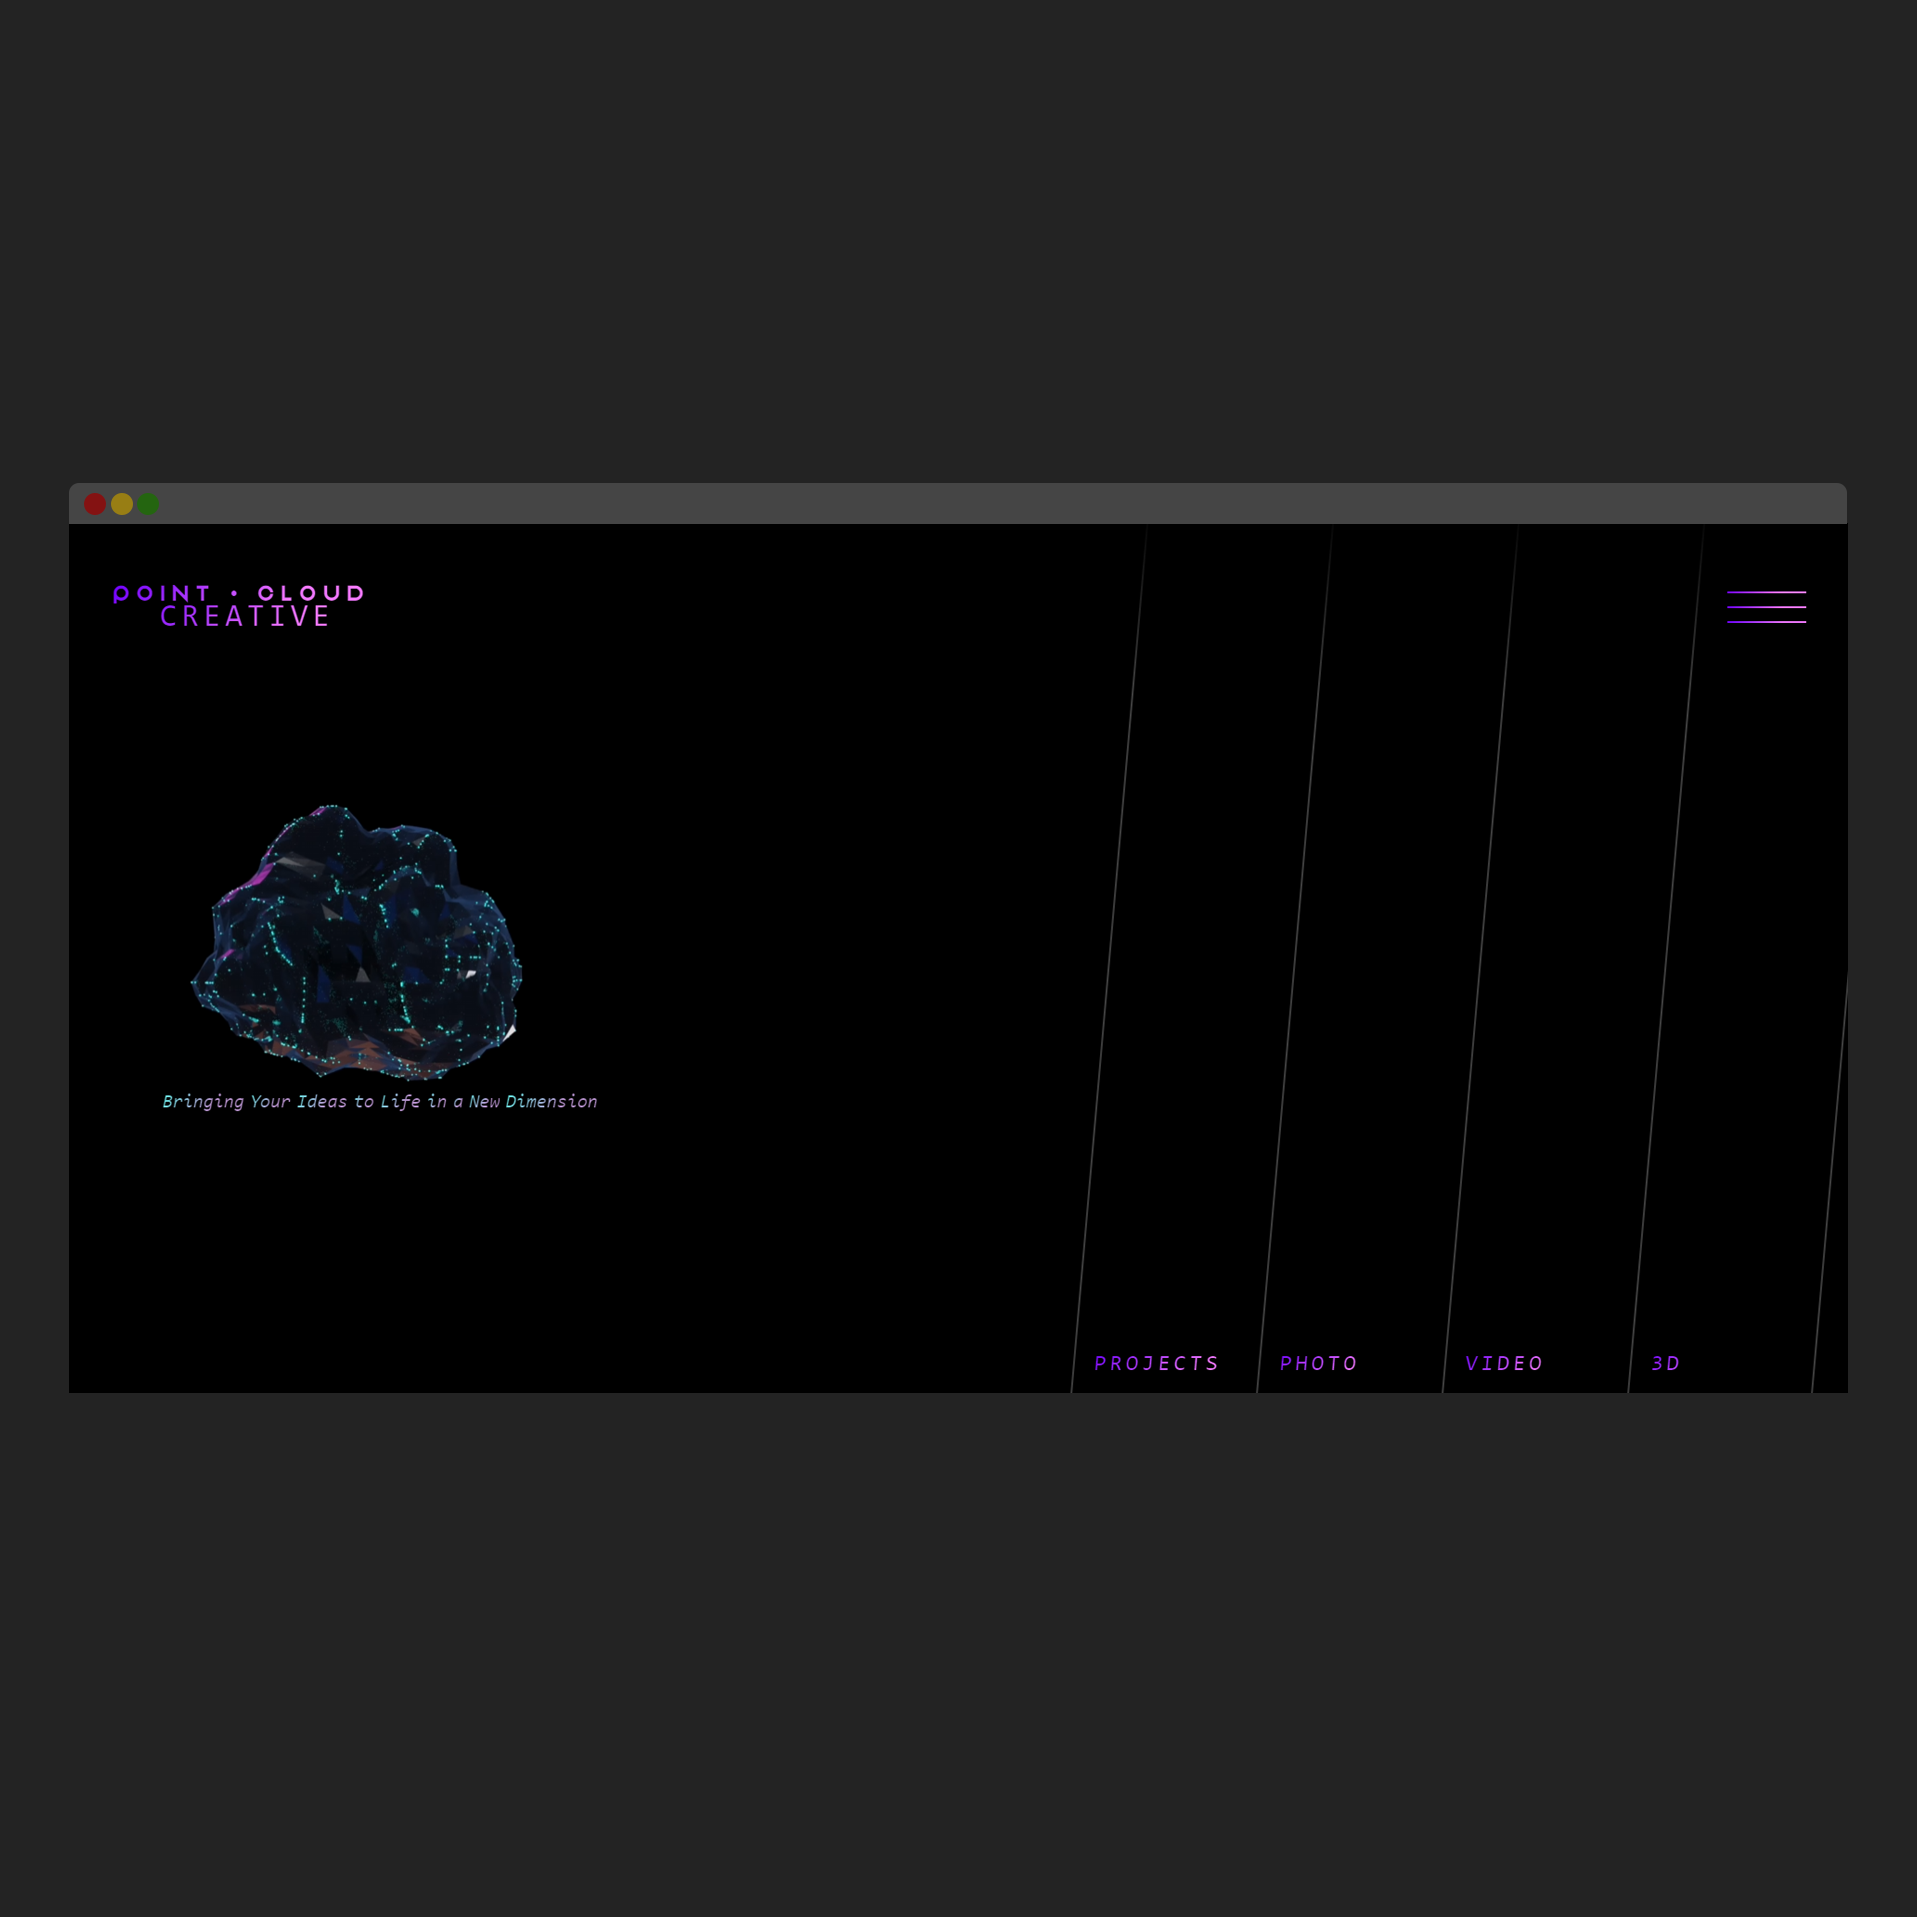 POINT · CLOUD
CREATIVE
Bringing Your Ideas to Life in a New Dimension
PROJECTS
PHOTO
VIDEO
3D